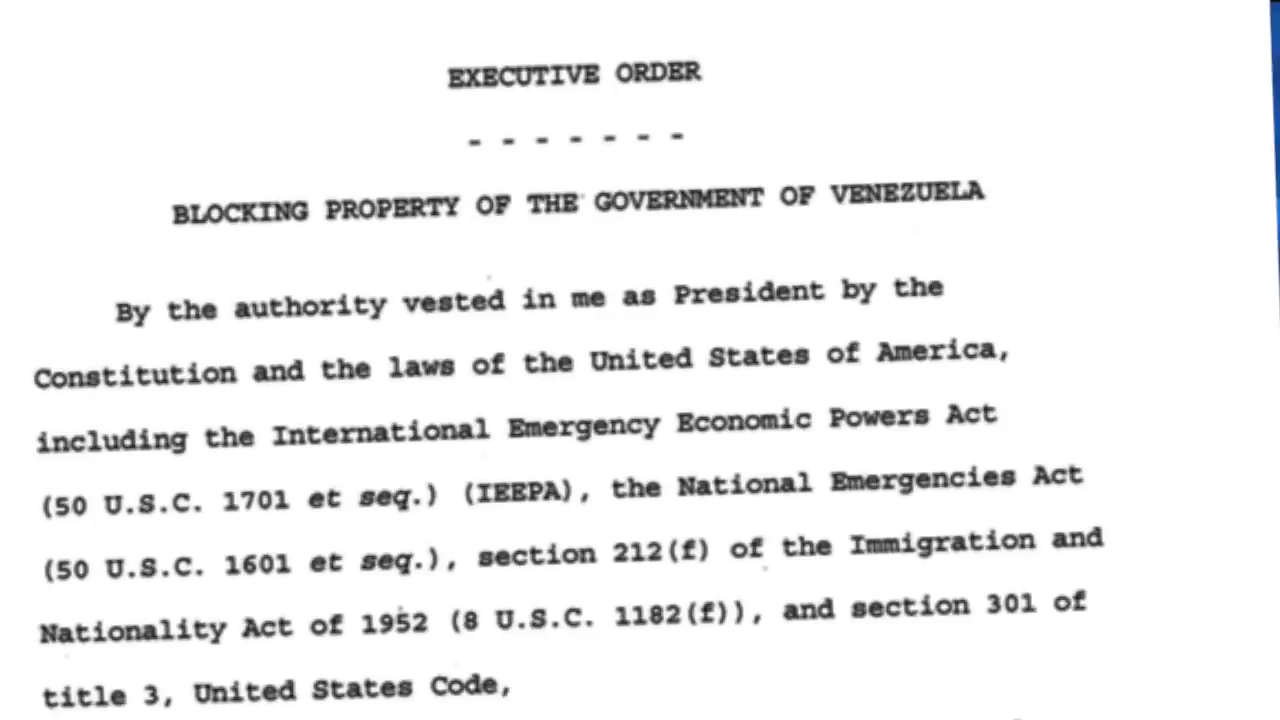 EXECUTIVE ORDER
- - - - - - -
BLOCKING PROPERTY OF THE GOVERNMENT OF VENEZUELA
By the authority vested in me as President by the
Constitution and the laws of the United States of America,
including the International Emergency Economic Powers Act
(50 U.S.C. 1701 et seq.) (IEEPA), the National Emergencies Act
(50 U.S.C. 1601 et seq.), section 212(f) of the Immigration and
Nationality Act of 1952 (8 U.S.C. 1182(f)), and section 301 of
title 3, United States Code,